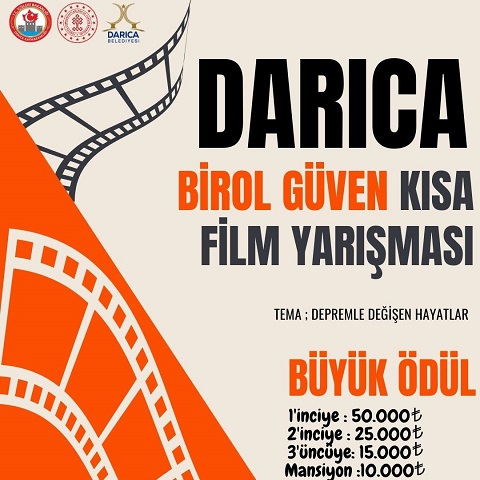 DARICA
BELEDİYESİ
DARICA
BİROL GÜVEN KISA
FİLM YARIŞMASI
TEMA ; DEPREMLE DEĞİŞEN HAYATLAR
BÜYÜK ÖDÜL
1'inciye : 50.000₺
2'inciye : 25.000₺
3'üncüye: 15.000₺
Mansiyon :10.000₺